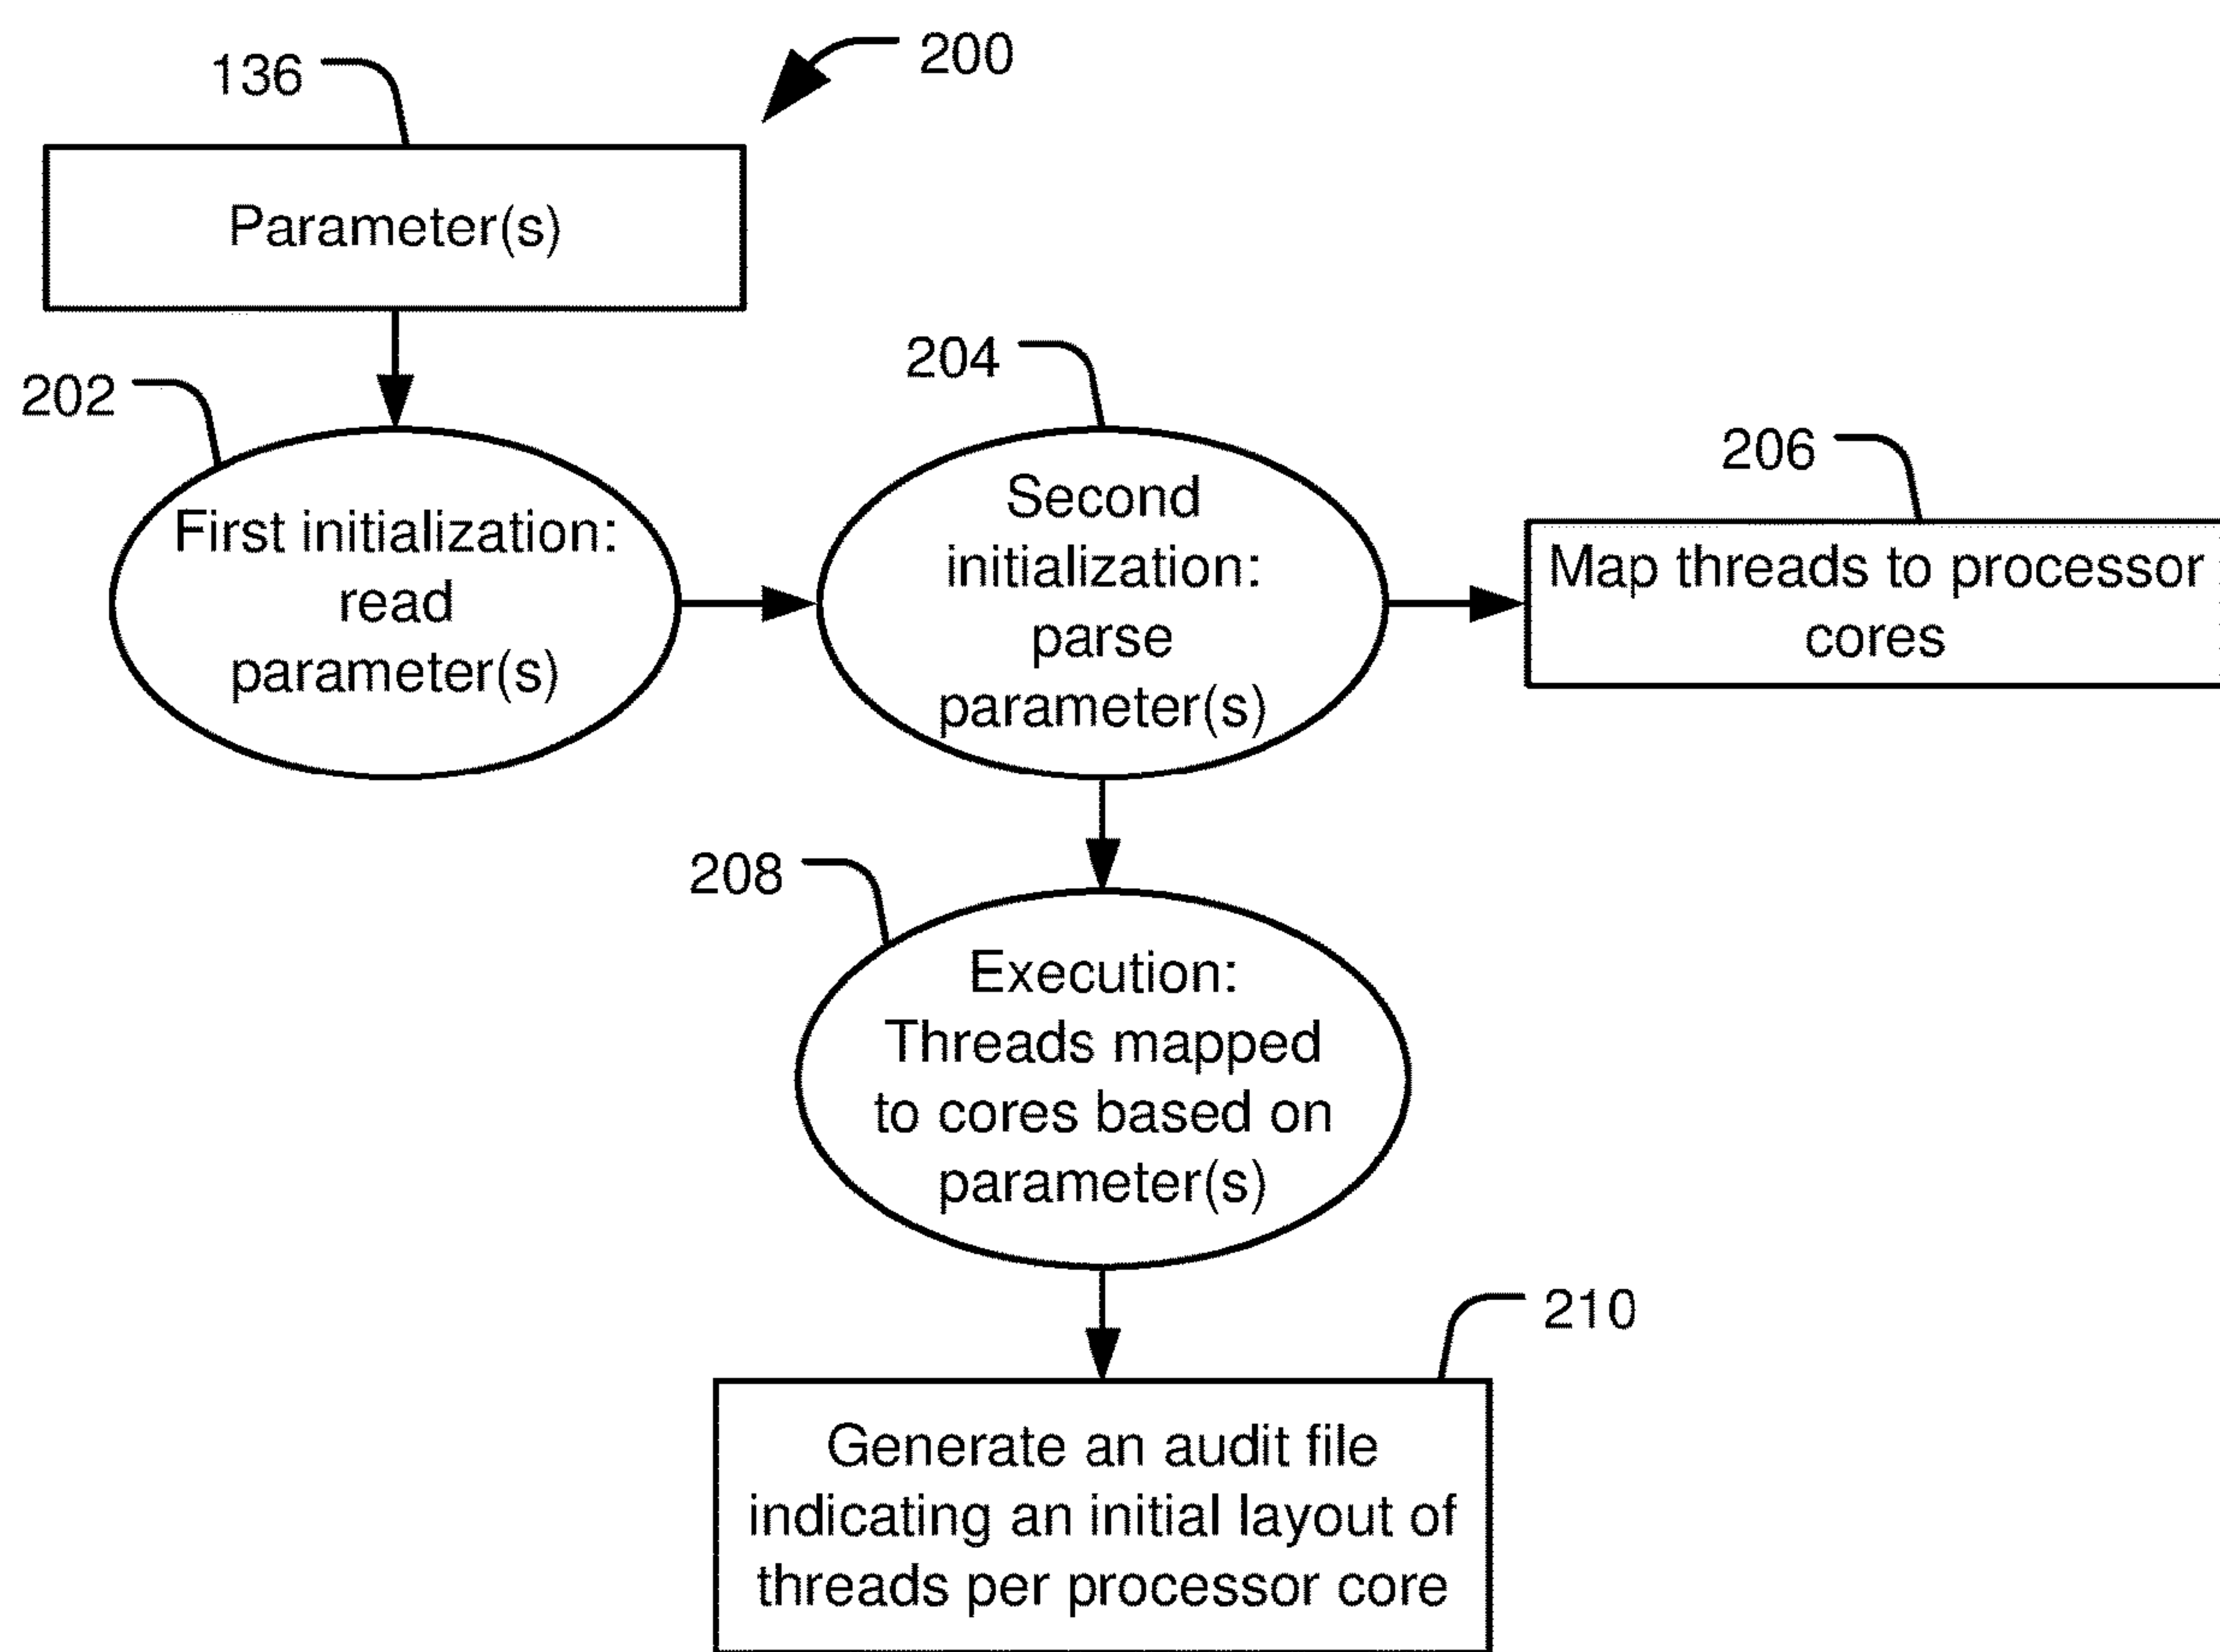 200
136
Parameter(s)
202
First initialization:
read
parameter(s)
204
Second
initialization:
parse
parameter(s)
206
Map threads to processor
cores
208
Execution:
Threads mapped
to cores based on
parameter(s)
210
Generate an audit file
indicating an initial layout of
threads per processor core